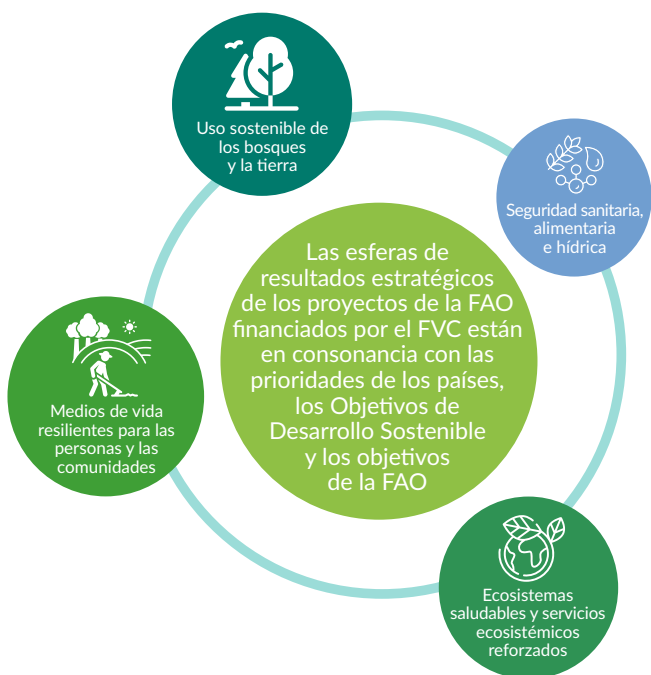 Uso sostenible de
los bosques
y la tierra
Seguridad sanitaria,
alimentaria
e hídrica
Las esferas de
resultados estratégicos
de los proyectos de la FAO
financiados por el FVC están
en consonancia con las
prioridades de los países,
los Objetivos de
Desarrollo Sostenible
y los objetivos
de la FAO
Medios de vida
resilientes para las
personas y las
comunidades
Ecosistemas
saludables y servicios
ecosistémicos
reforzados